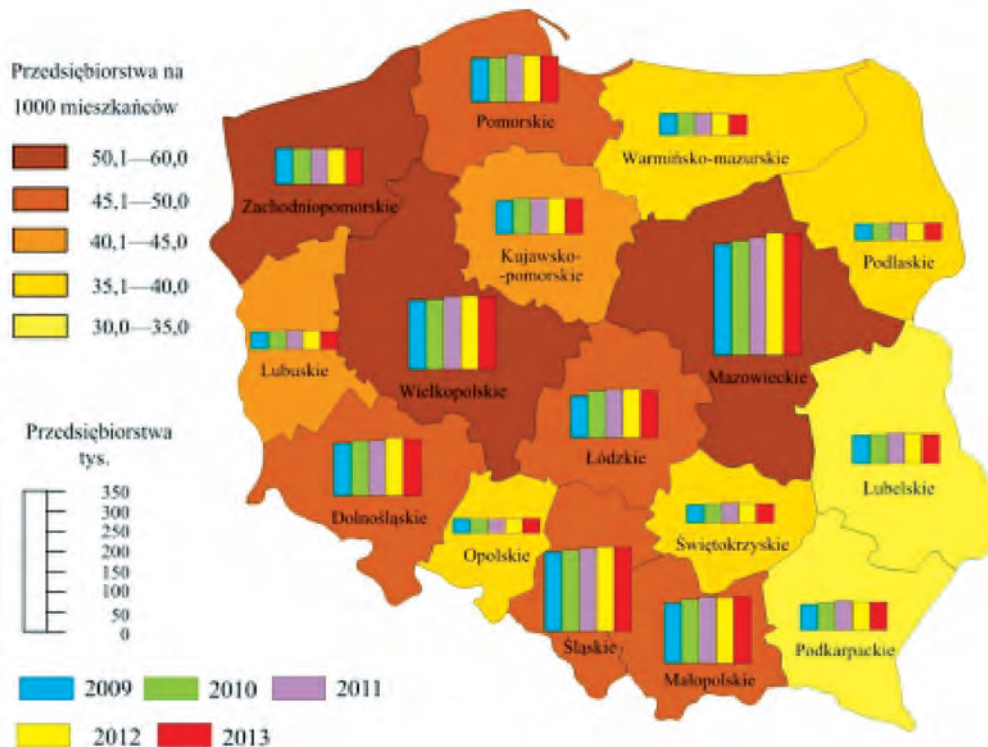 Przedsiębiorstwa na
1000 mieszkańców
50,1—60,0
45,1—50,0
40,1—45,0
35,1—40,0
30,0—35,0
Przedsiębiorstwa
tys.
350
300
200
250
150
100
50
0
Pomorskie
Warmińsko-mazurskie
Zachodniopomorskie
Kujawsko-
-pomorskie
Podlaskie
Lubuskie
Wielkopolskie
Mazowieckie
Łódzkie
Lubelskie
Dolnośląskie
Opolskie
Świętokrzyskie
Śląskie
Małopolskie
Podkarpackie
2009
2010
2011
2012
2013